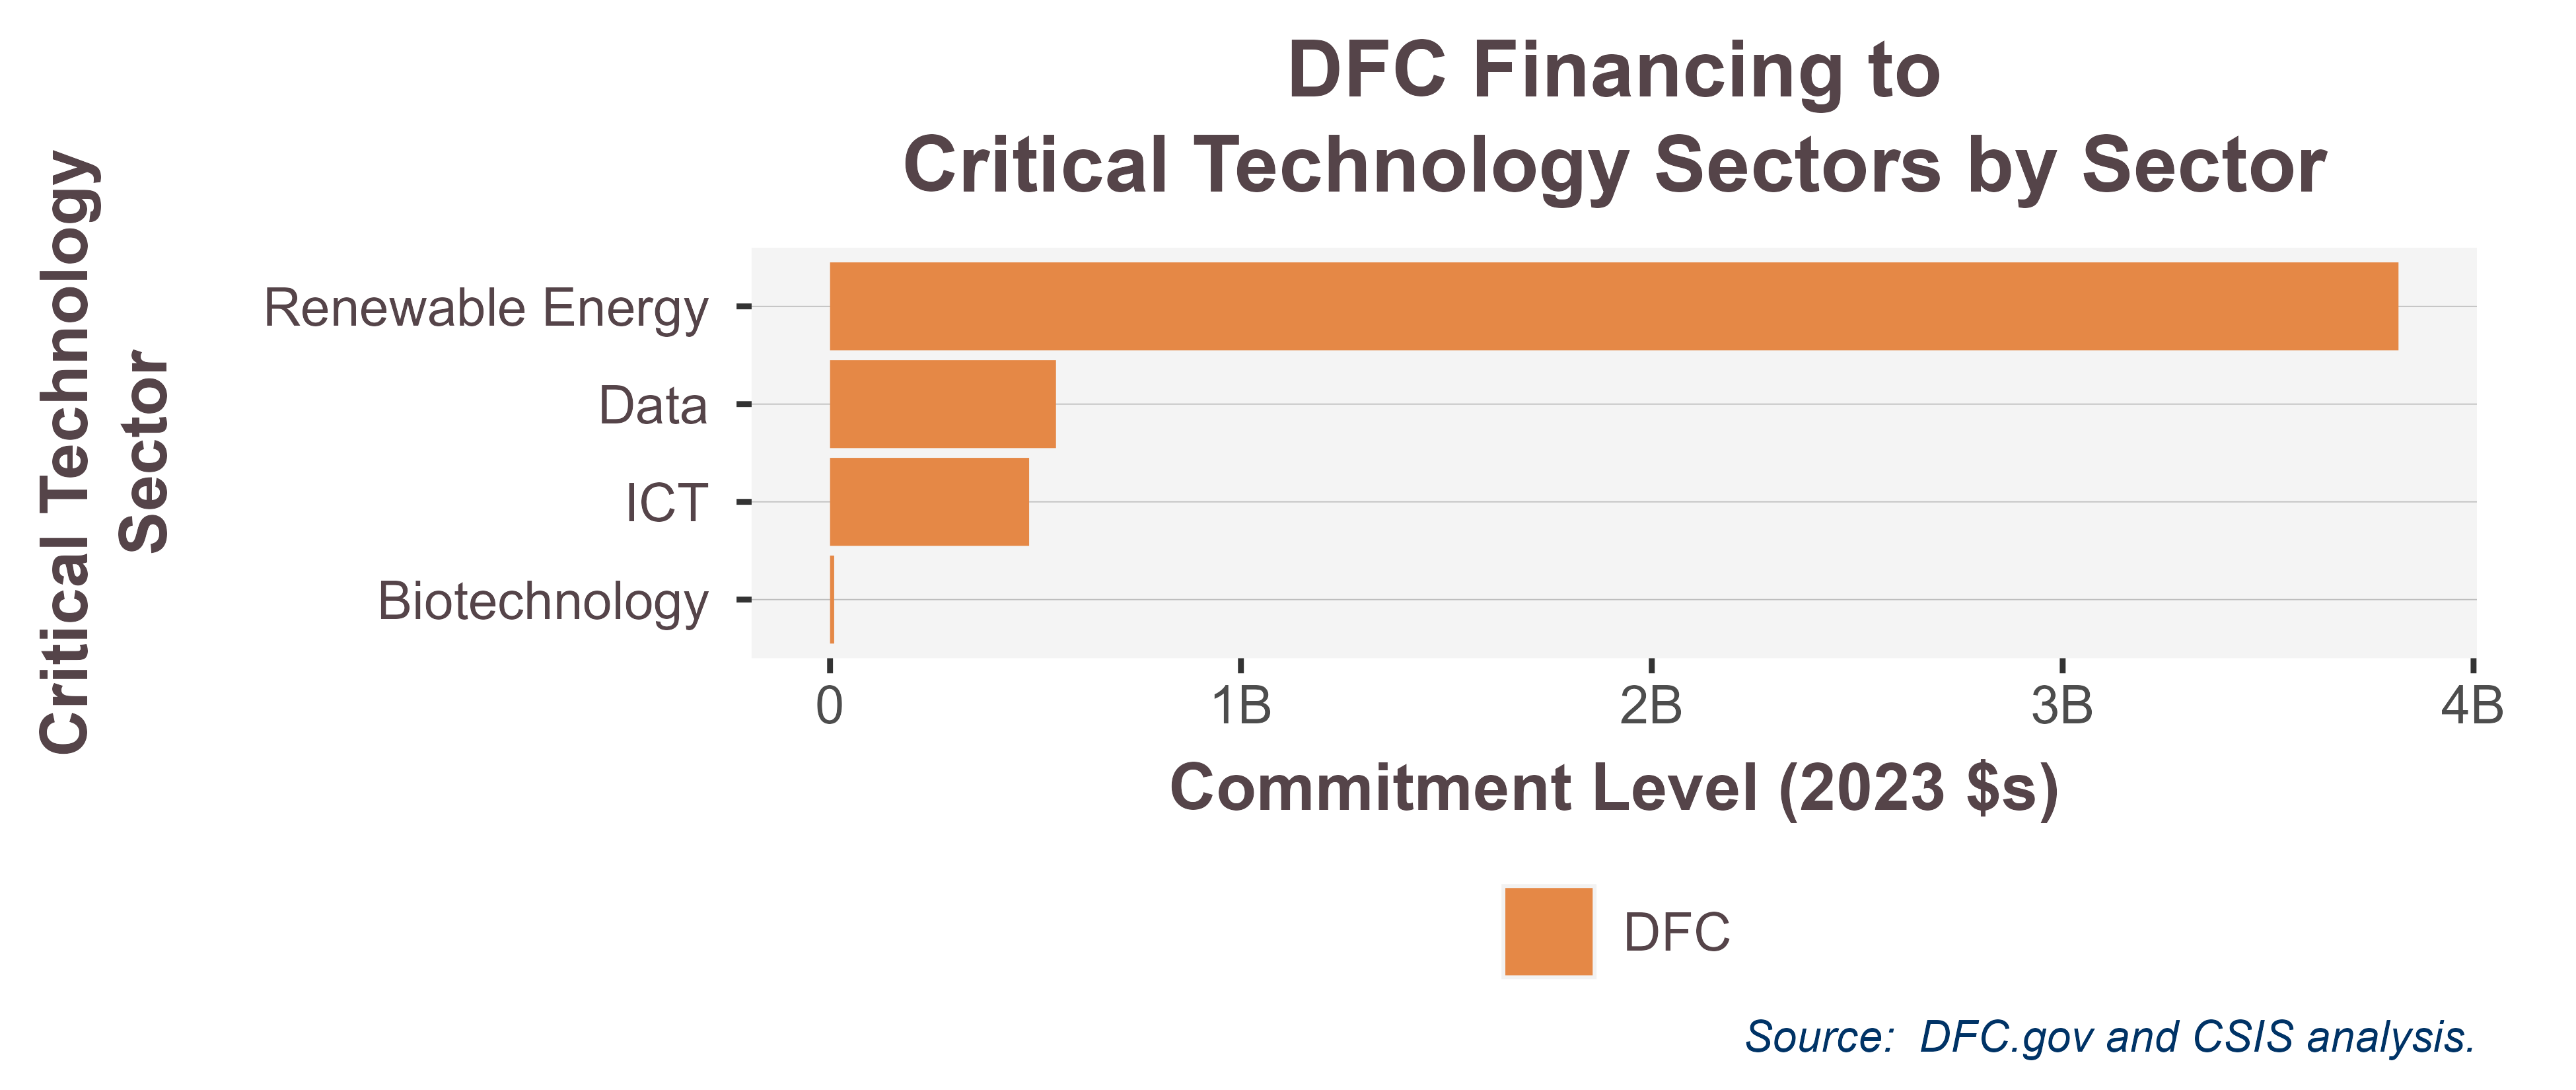 DFC Financing to
Critical Technology Sectors by Sector
Critical Technology
Sector
Renewable Energy
Data
ICT
Biotechnology
0 1B 2B 3B 4B
Commitment Level (2023 $s)
DFC
Source:  DFC.gov and CSIS analysis.